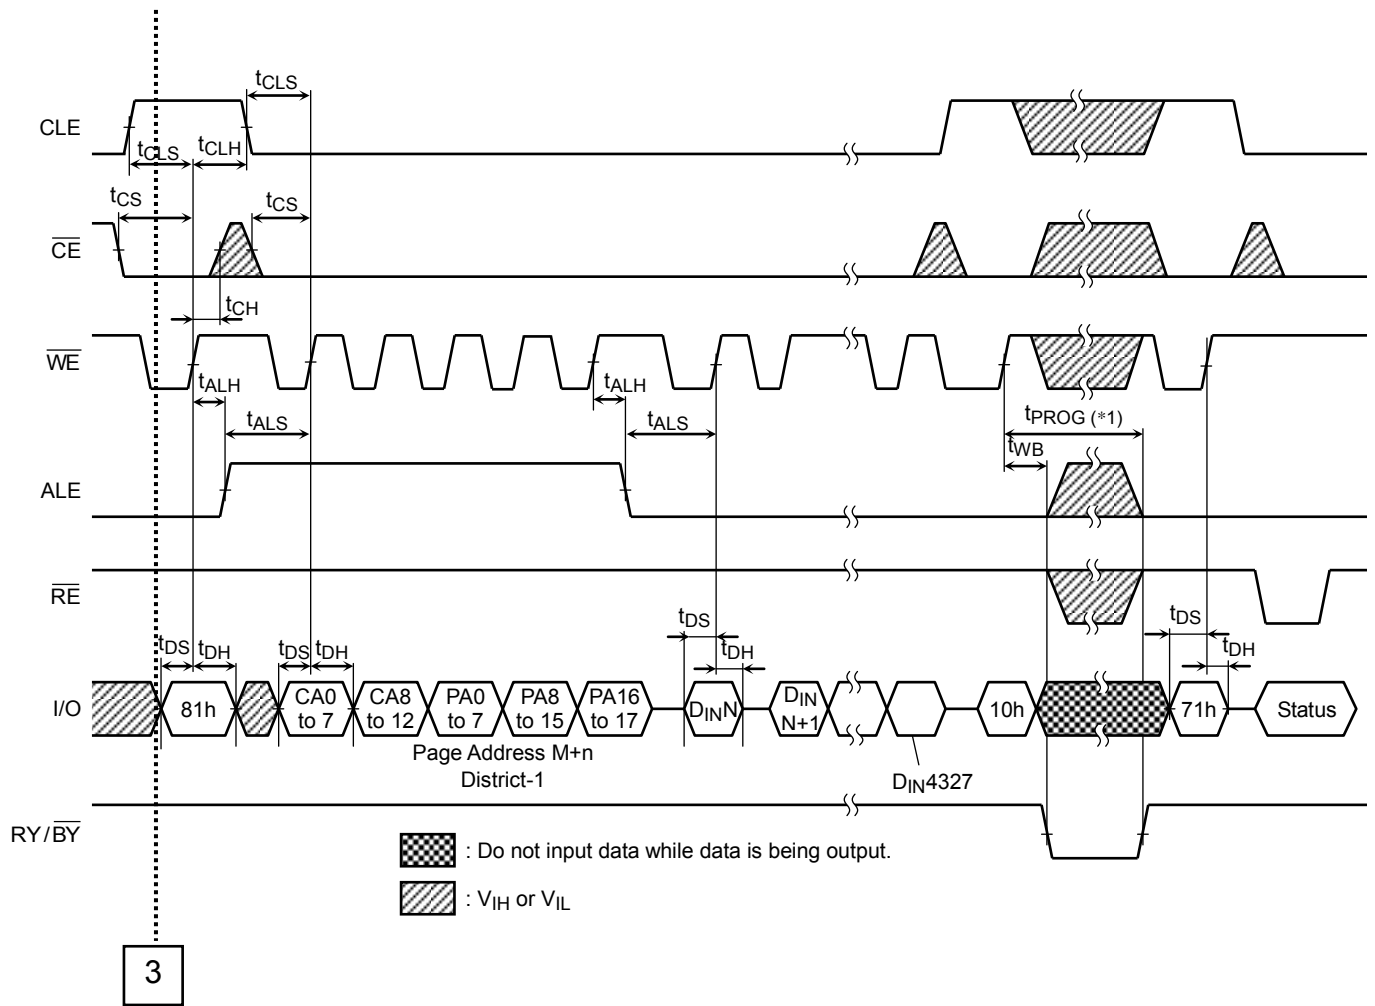 tCLS
CLE
tCLS
tCLH
tCS
tCS
CE
tCH
WE
tALH
tALH
tALS
tALS
tPROG (*1)
tWB
ALE
RE
tDS
tDH
tDS
tDH
tDS
tDH
tDS
tDH
I/O
81h
CA0
to 7
CA8
to 12
PA0
to 7
PA8
to 15
PA16
to 17
DINN
DIN
N+1
10h
71h
Status
Page Address M+n
District-1
DIN4327
RY/BY
: Do not input data while data is being output.
: VIH or VIL
3